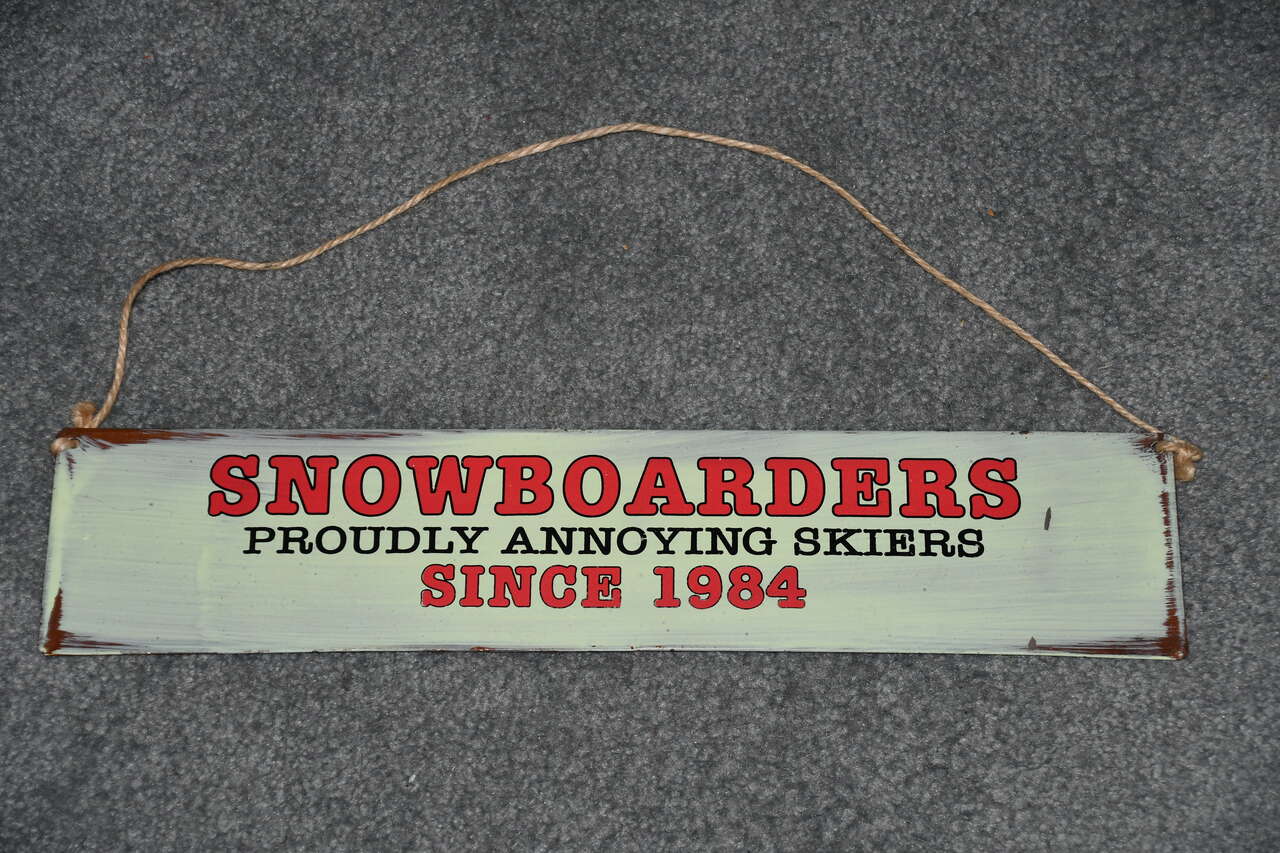 SNOWBOARDERS
PROUDLY ANNOYING SKIERS
SINCE 1984